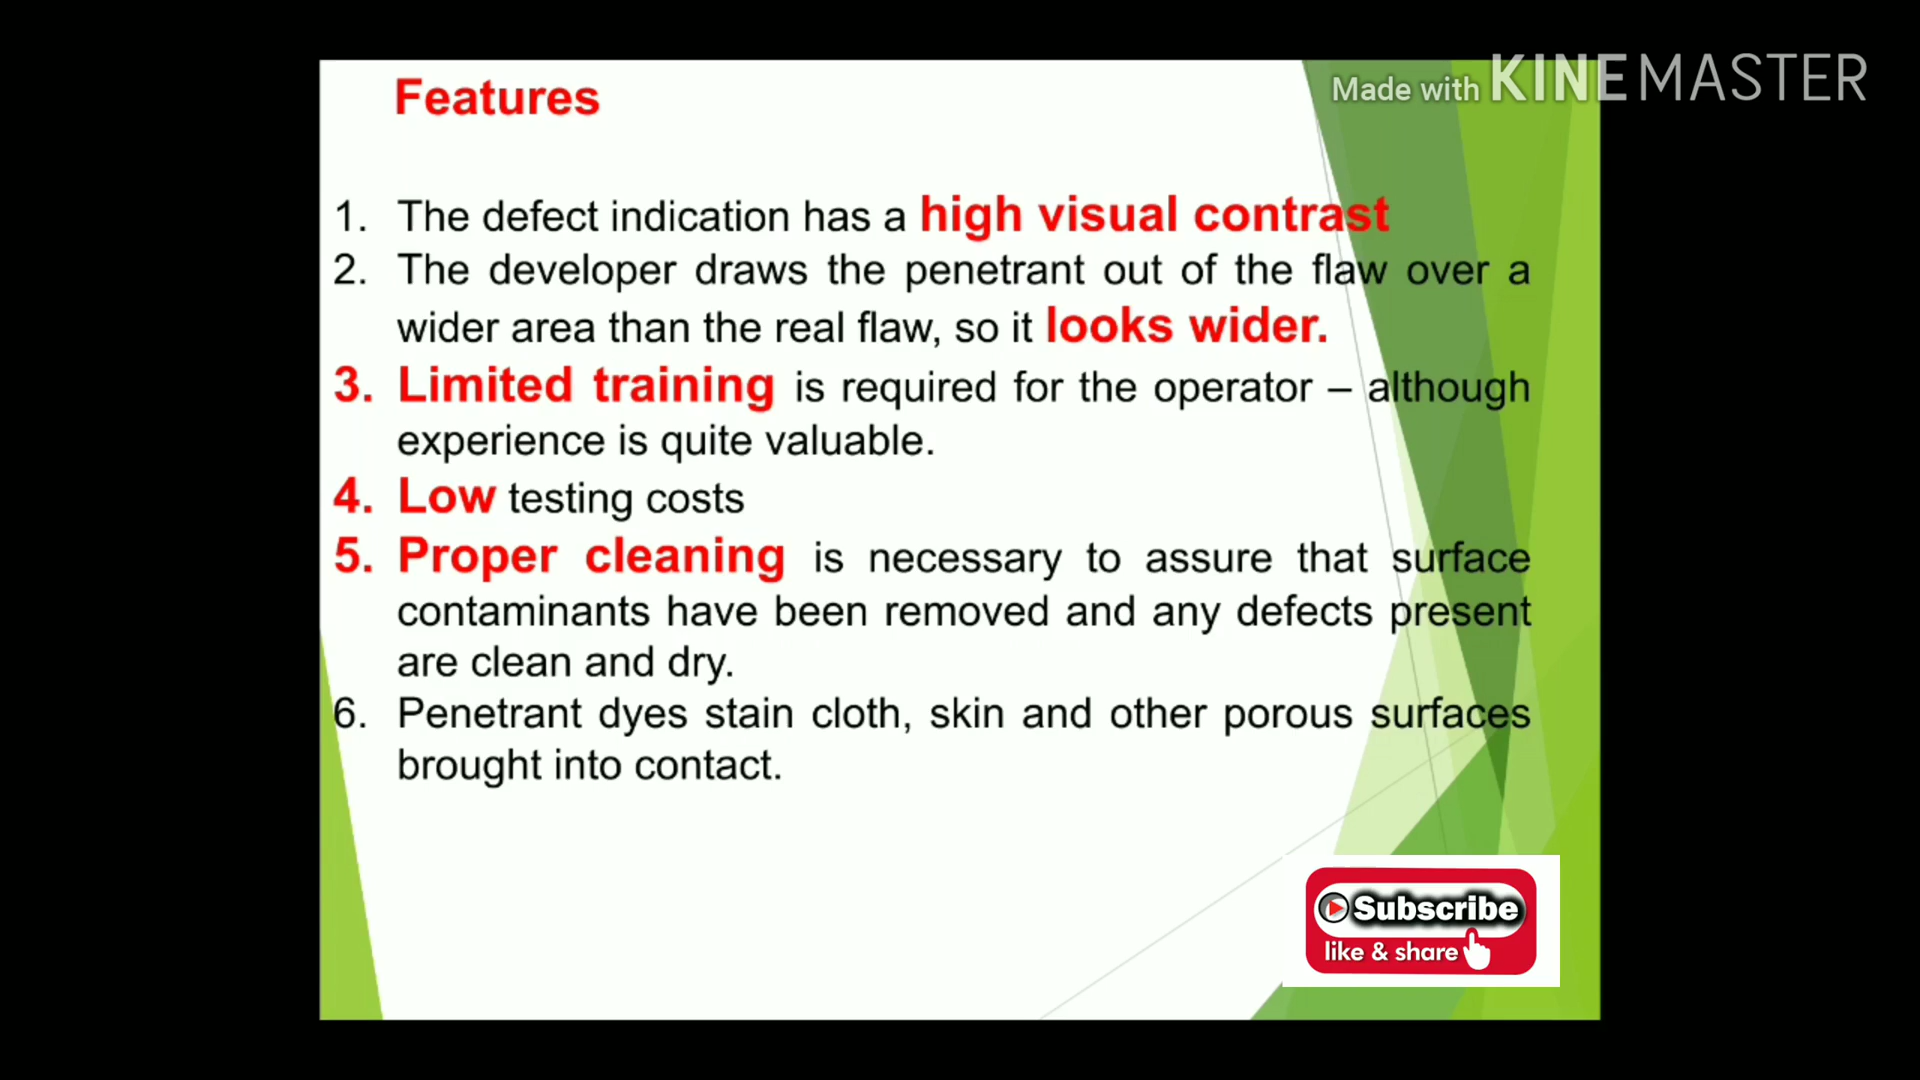 Made with KINEMASTER
Features
1. The defect indication has a high visual contrast
2. The developer draws the penetrant out of the flaw over a
wider area than the real flaw, so it looks wider.
3. Limited training is required for the operator – although
experience is quite valuable.
4. Low testing costs
5. Proper cleaning is necessary to assure that surface
contaminants have been removed and any defects present
are clean and dry.
6. Penetrant dyes stain cloth, skin and other porous surfaces
brought into contact.
Subscribe
like & share